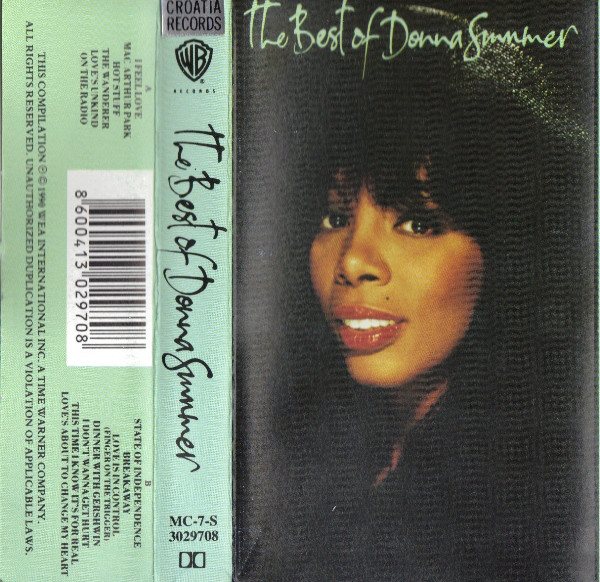 The Best of Donna Summer
CROATIA
RECORDS
WB
RECORDS
The Best of Donna Summer
MC-7-S
3029708
A
I FEEL LOVE
MAC ARTHUR PARK
HOT STUFF
THE WANDERER
LOVE'S UNKIND
ON THE RADIO
8 600413 029708
B
STATE OF INDEPENDENCE
BREAKAWAY
LOVE IS IN CONTROL
(FINGER ON THE TRIGGER)
DINNER WITH GERSHWIN
I DON'T WANNA GET HURT
THIS TIME I KNOW IT'S FOR REAL
LOVE'S ABOUT TO CHANGE MY HEART
THIS COMPILATION ℗ © 1990 WEA INTERNATIONAL INC. A TIME WARNER COMPANY.
ALL RIGHTS RESERVED. UNAUTHORIZED DUPLICATION IS A VIOLATION OF APPLICABLE LAWS.